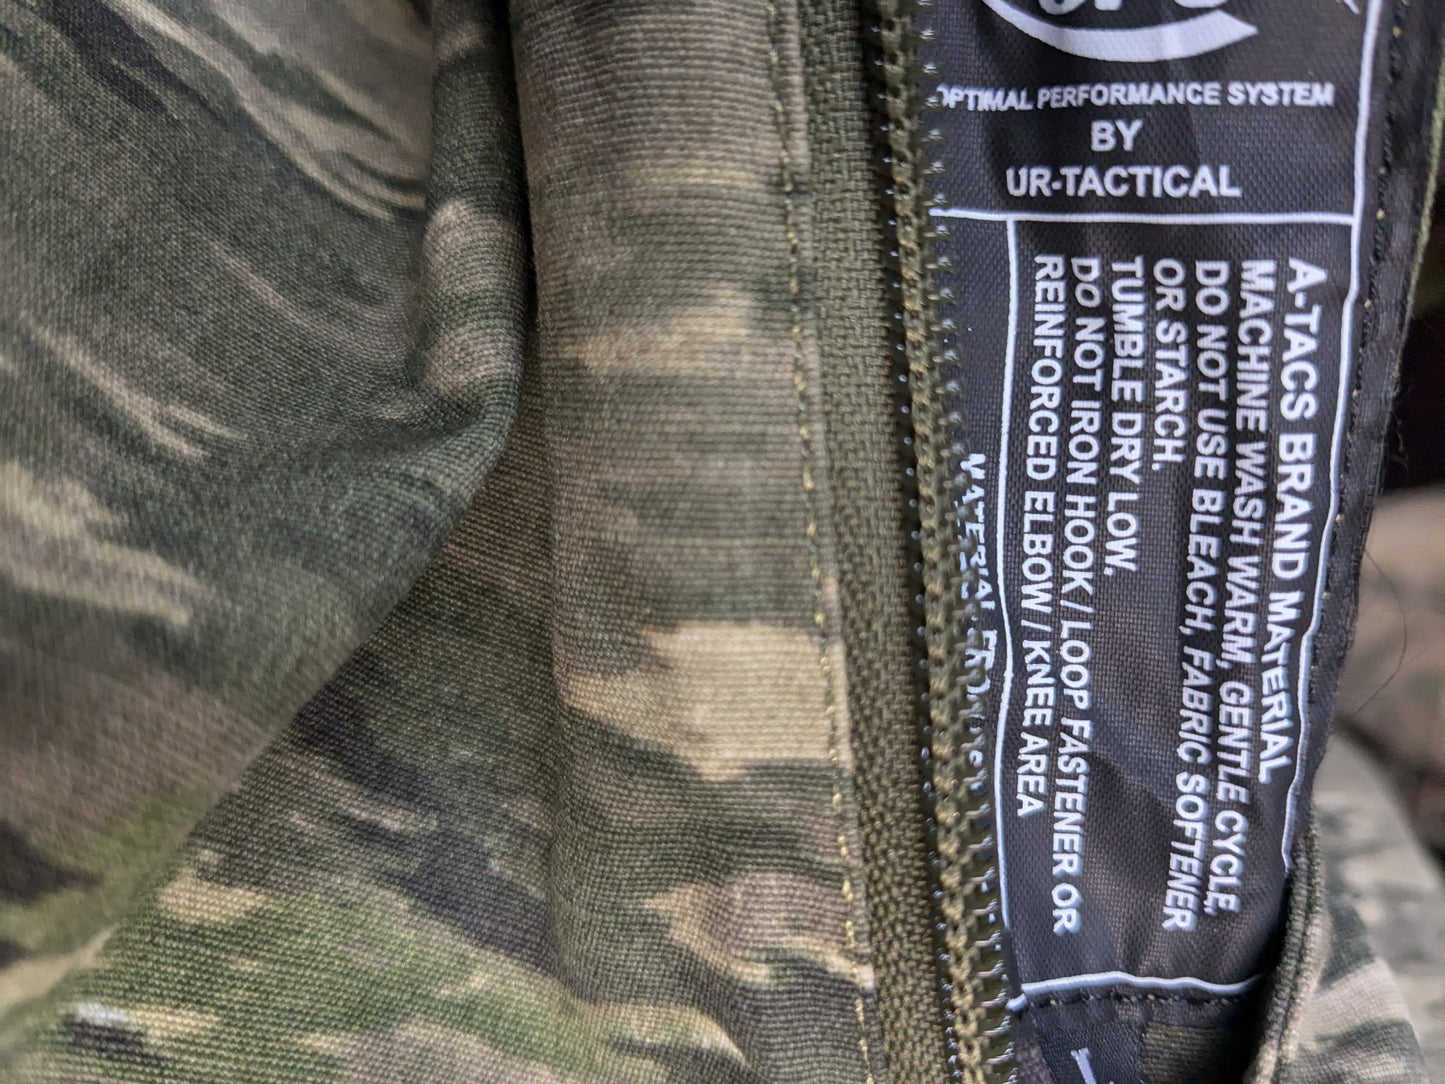 OPTIMAL PERFORMANCE SYSTEM
BY
UR-TACTICAL
A-TACS BRAND MATERIAL
MACHINE WASH WARM, GENTLE CYCLE,
DO NOT USE BLEACH, FABRIC SOFTENER
OR STARCH.
TUMBLE DRY LOW.
DO NOT IRON HOOK / LOOP FASTENER OR
REINFORCED ELBOW / KNEE AREA
MATERIAL